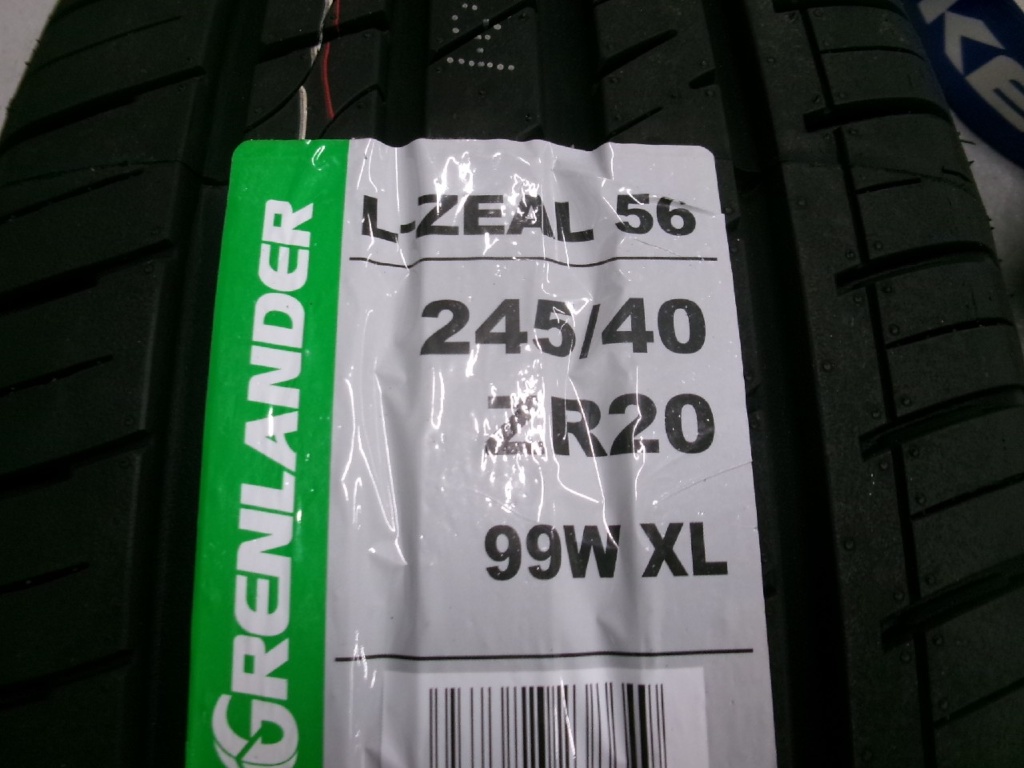 L-ZEAL 56
245/40
ZR20
99W XL
GRENLANDER